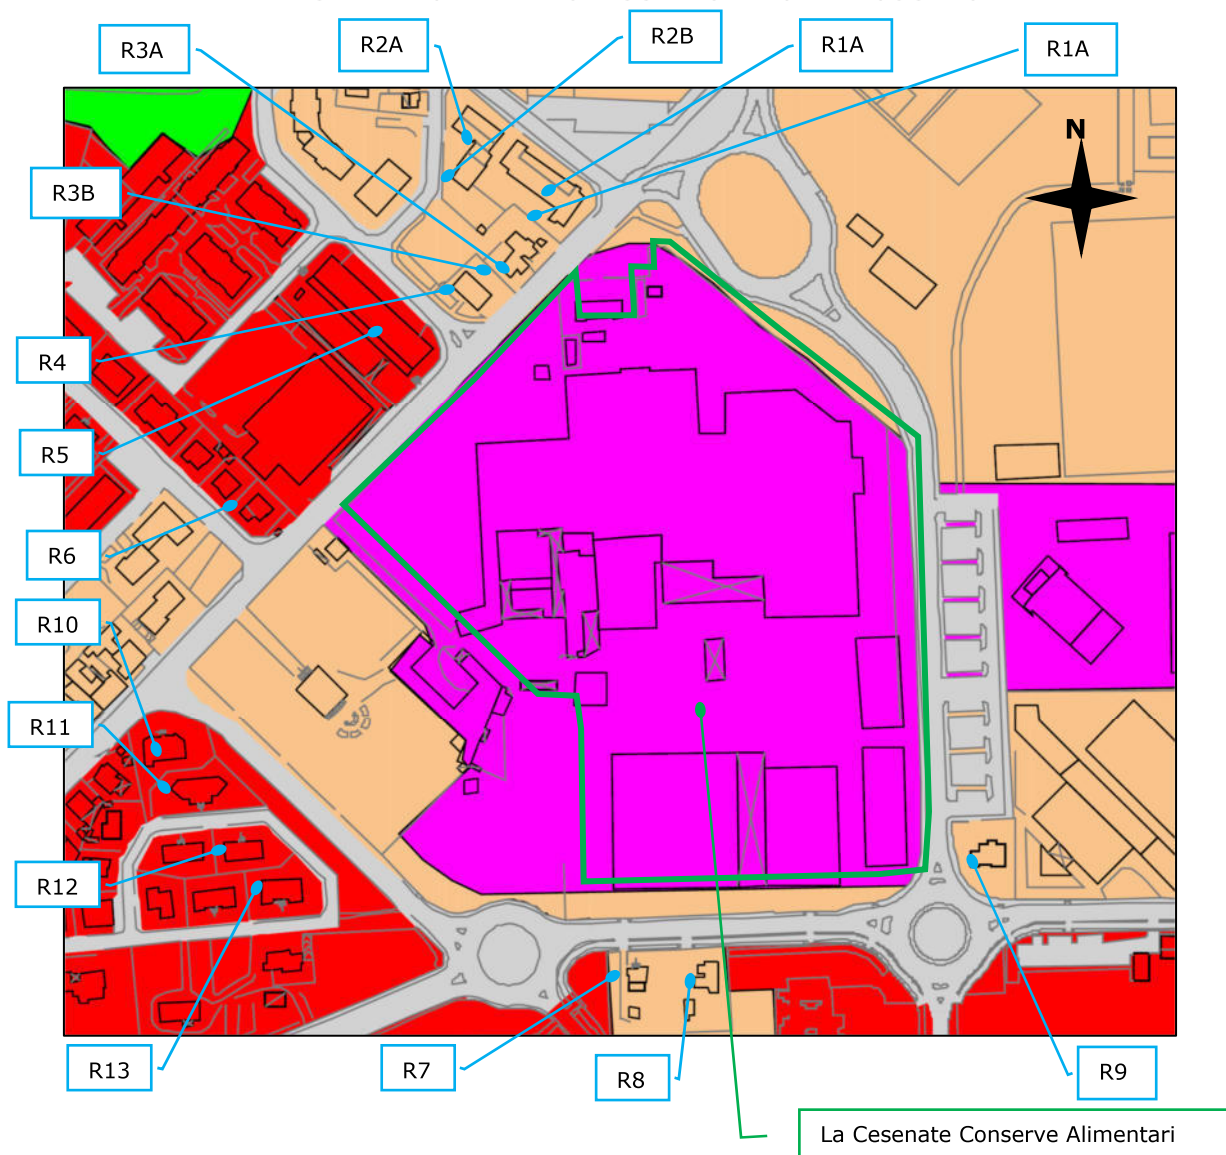 R3A
R2A
R2B
R1A
R1A
N
R3B
R4
R5
R6
R10
R11
R12
R13
R7
R8
R9
La Cesenate Conserve Alimentari